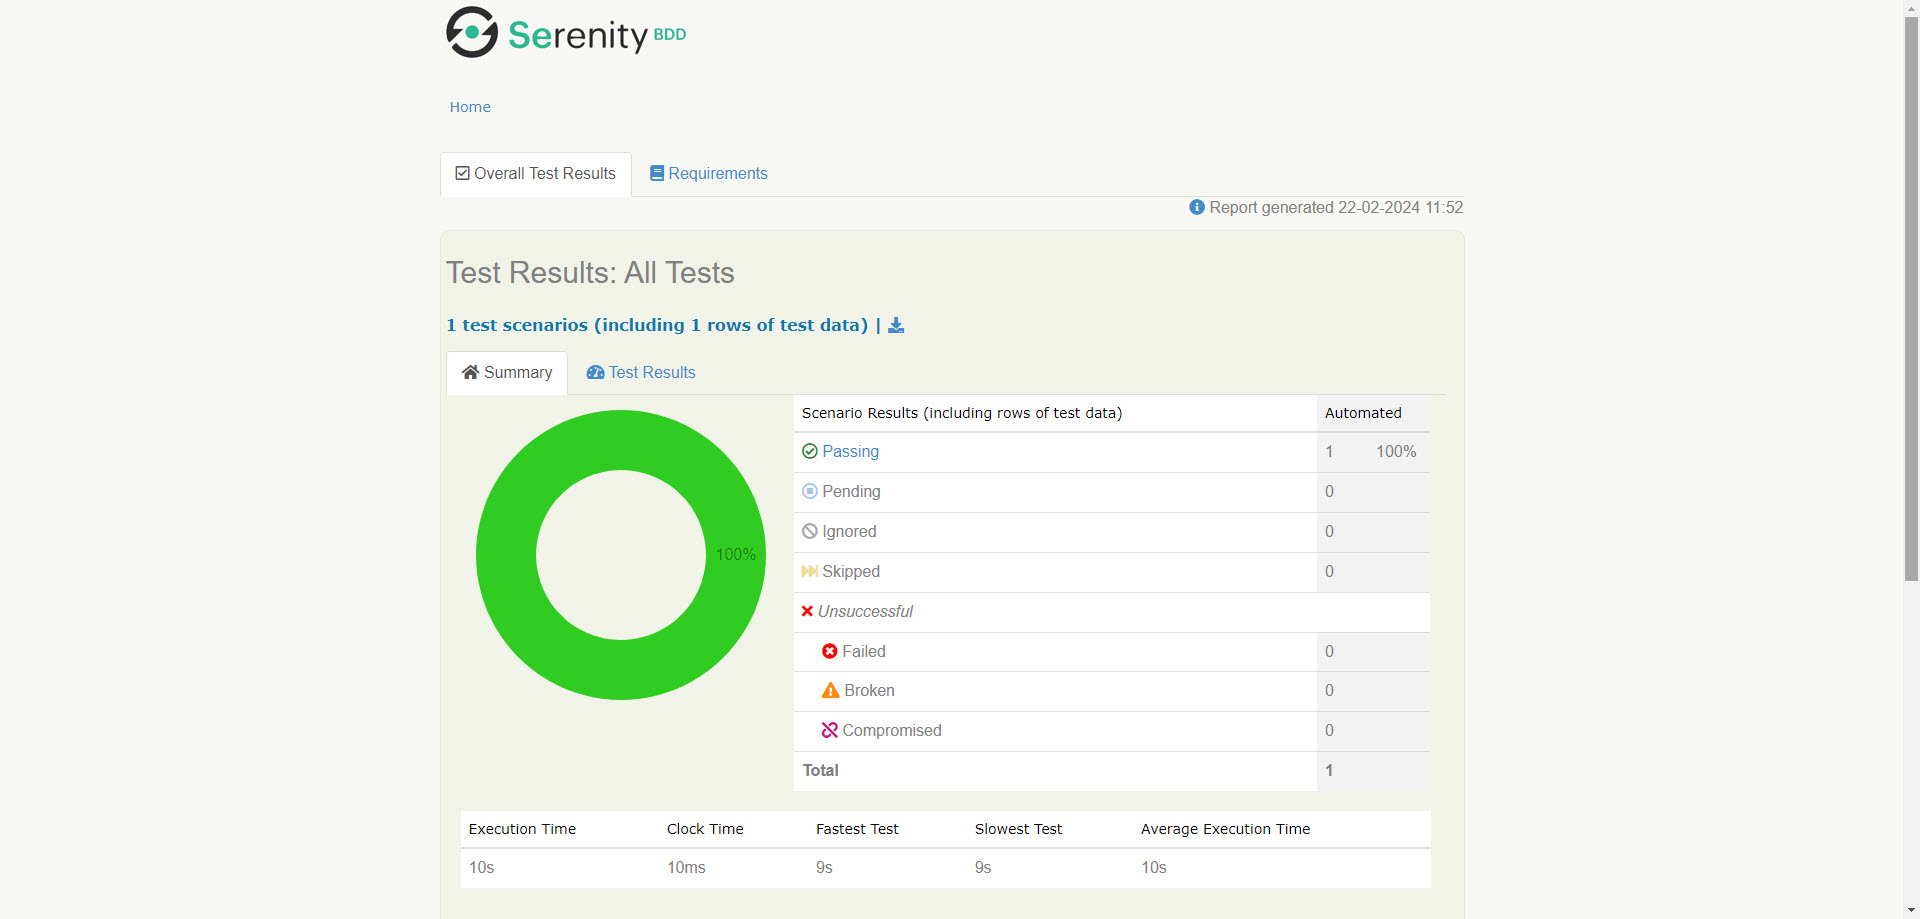 Serenity BDD
Home
Overall Test Results Requirements
Report generated 22-02-2024 11:52
Test Results: All Tests
1 test scenarios (including 1 rows of test data) |
Summary Test Results
100%
Scenario Results (including rows of test data) Automated
Passing 1 100%
Pending 0
Ignored 0
Skipped 0
Unsuccessful
Failed 0
Broken 0
Compromised 0
Total 1
Execution Time Clock Time Fastest Test Slowest Test Average Execution Time
10s 10ms 9s 9s 10s